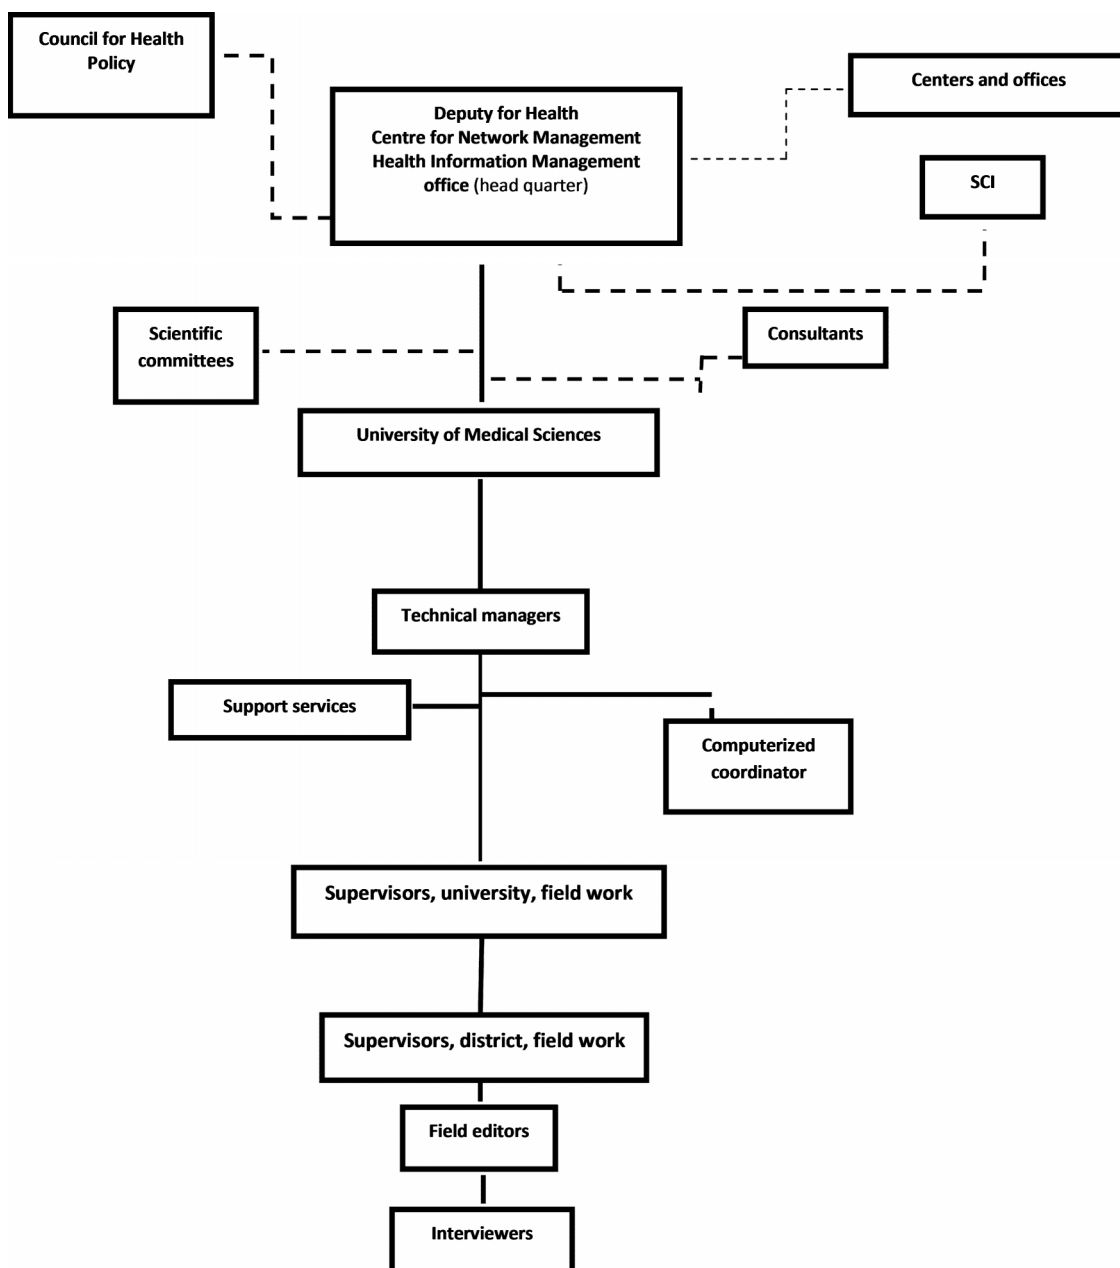 Council for Health
Policy
Centers and offices
Deputy for Health
Centre for Network Management
Health Information Management
office (head quarter)
SCI
Scientific
committees
Consultants
University of Medical Sciences
Technical managers
Support services
Computerized
coordinator
Supervisors, university, field work
Supervisors, district, field work
Field editors
Interviewers